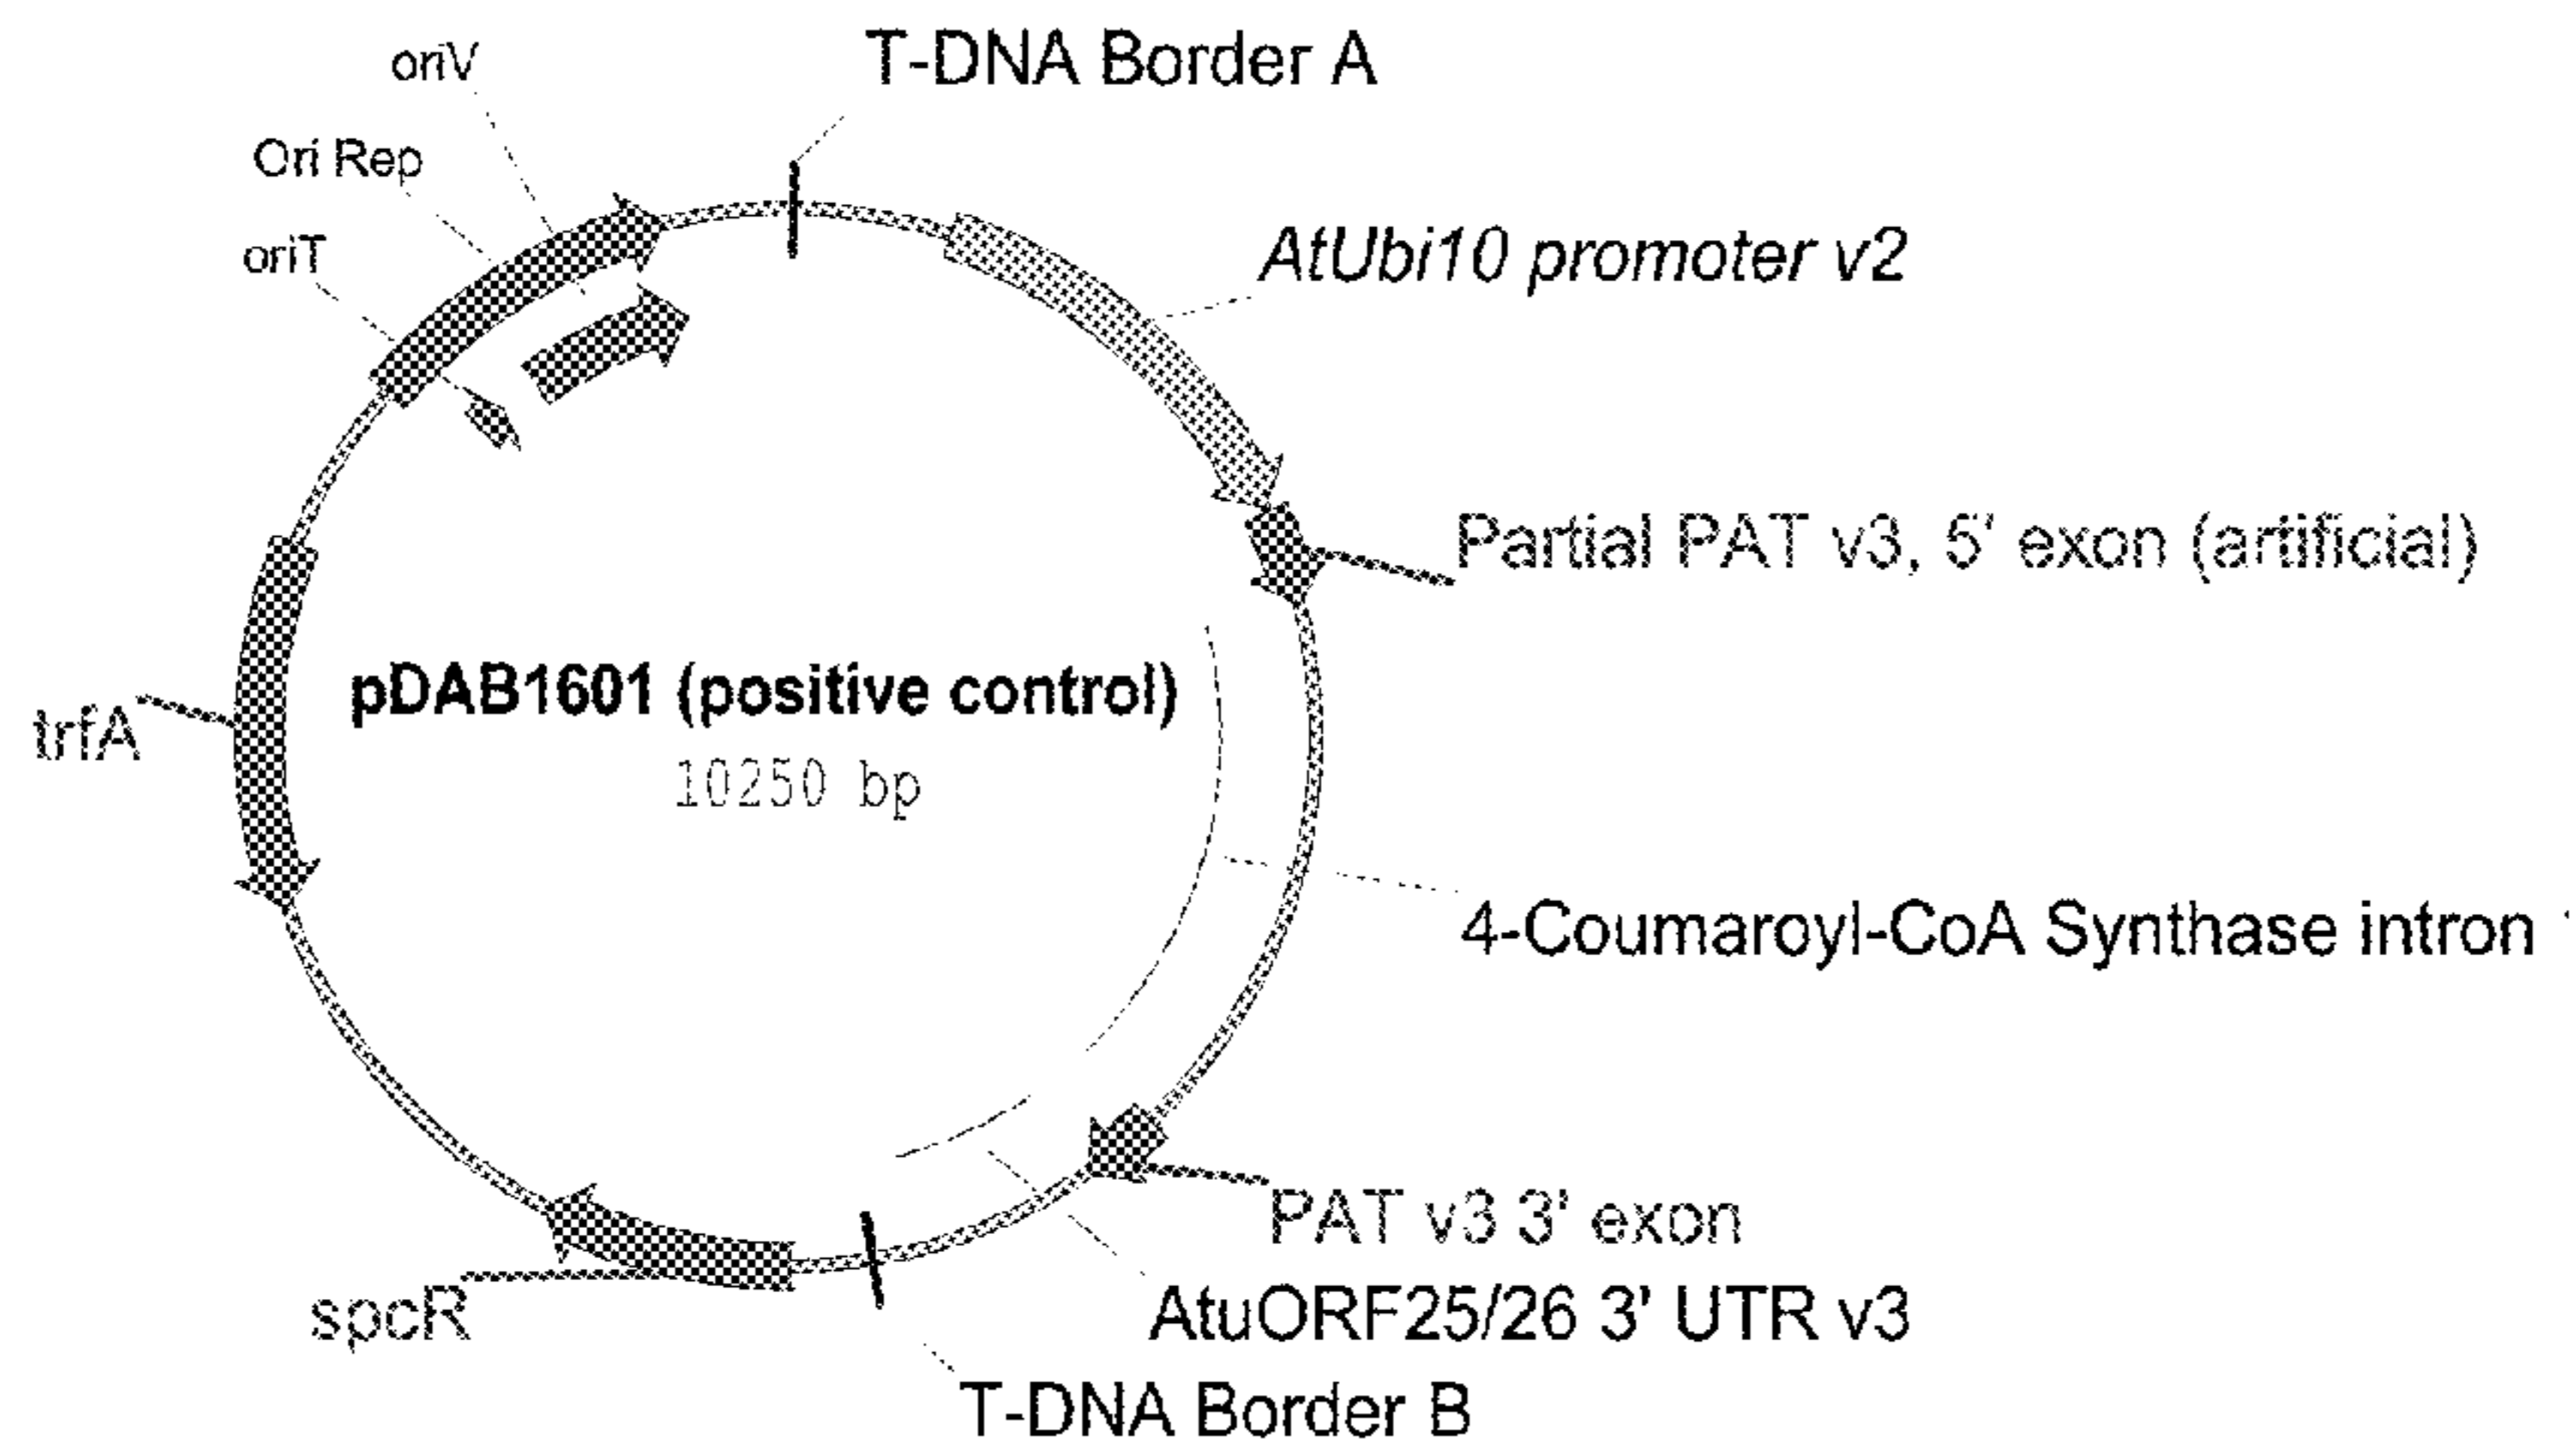 oriV
T-DNA Border A
Ori Rep
oriT
AtUbi10 promoter v2
Partial PAT v3, 5' exon (artificial)
pDAB1601 (positive control)
10250 bp
trfA
4-Coumaroyl-CoA Synthase intron
PAT v3 3' exon
spcR
AtuORF25/26 3' UTR v3
T-DNA Border B